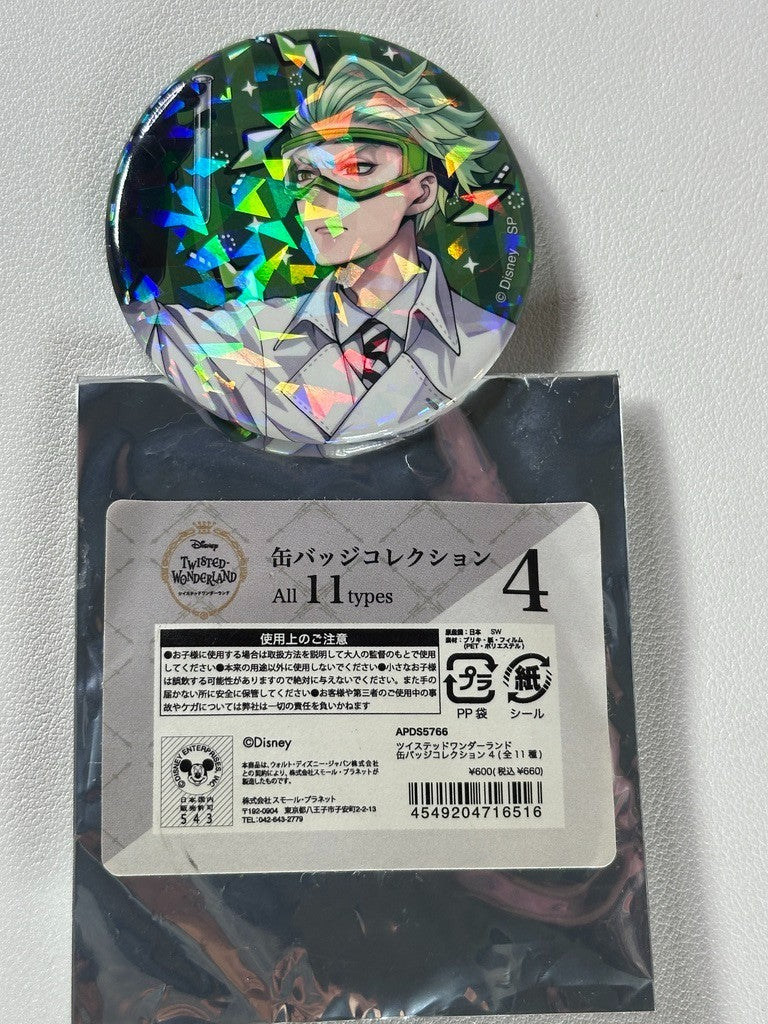 © Disney
SP
Disney
TWISTED-
WONDERLAND
ツイステッドワンダーランド
缶バッジコレクション
All 11 types
4
使用上のご注意
●お子様に使用する場合は取扱方法を説明して大人の監督のもとで使用
してください●本来の用途以外に使用しないでください●小さなお子様
は誤飲する可能性がありますので絶対に与えないでください。また手の
届かない所に安全に保管してください●お客様や第三者のご使用中の事
故やケガについては弊社は一切の責任を負いかねます
原産国：日本 SW
素材：ブリキ・紙・フィルム
(PET・ポリエステル)
プラ
紙
PP 袋
シール
©DISNEY ENTERPRISES, INC.
日本国内
販売許可
543
©Disney
本商品は、ウォルト・ディズニー・ジャパン株式会社
との契約により、株式会社スモール・プラネットが
製造したものです。
株式会社 スモール・プラネット
〒192-0904 東京都八王子市子安町2-2-13
TEL:042-643-2779
APDS5766
ツイステッドワンダーランド
缶バッジコレクション 4 (全 11 種)
¥600(税込 ¥660)
4549204716516